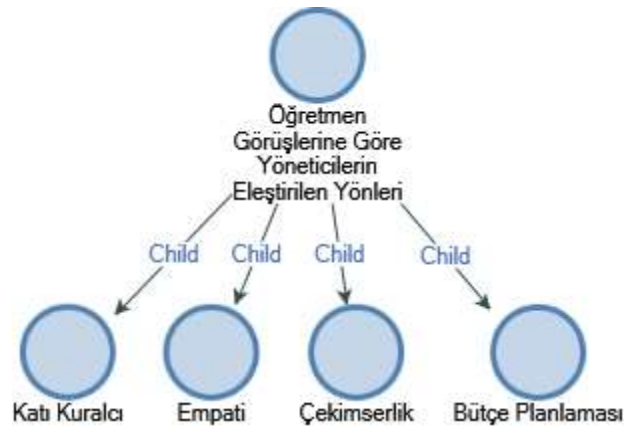 Öğretmen
Görüşlerine Göre
Yöneticilerin
Eleştirilen Yönleri
Child Child Child Child
Katı Kuralcı Empati Çekimserlik Bütçe Planlaması